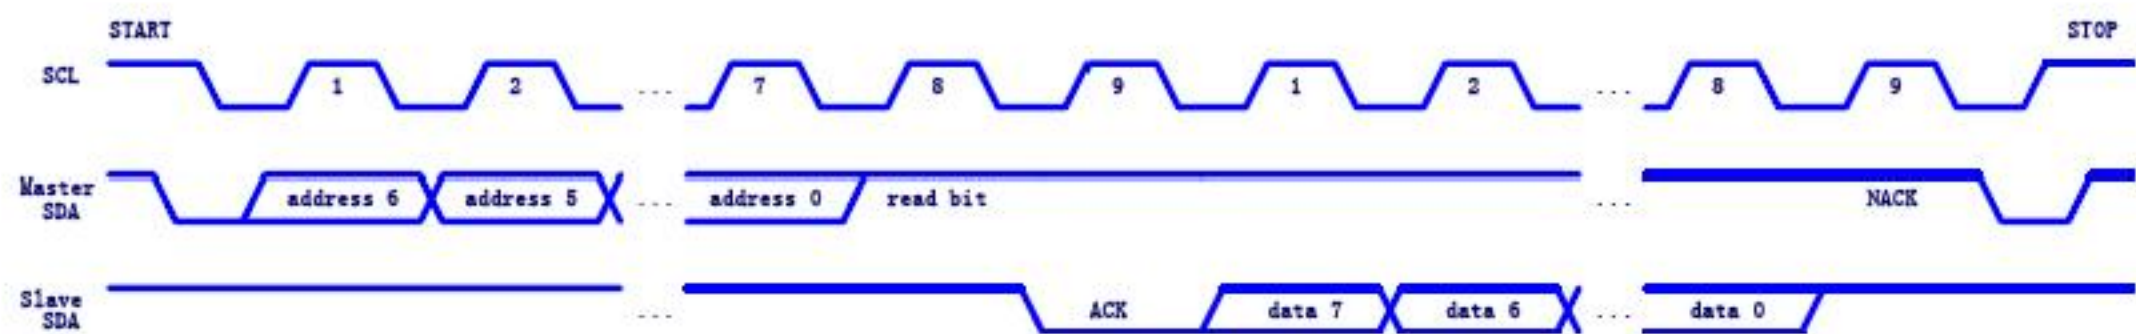 START STOP
SCL 1 2 ... 7 8 9 1 2 ... 8 9
Master
SDA address 6 address 5 ... address 0 read bit ... NACK
Slave
SDA ... ACK data 7 data 6 ... data 0